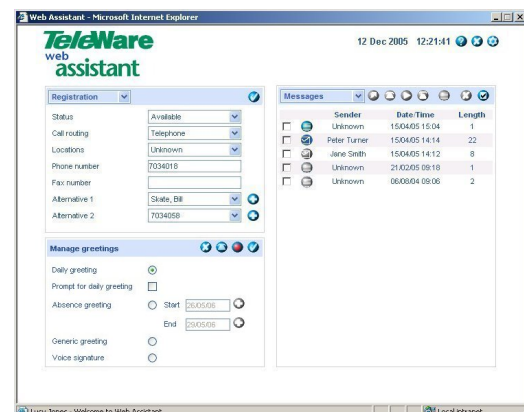 Web Assistant - Microsoft Internet Explorer
TeleWare
web
assistant
12 Dec 2005 12:21:41
Registration
Status Available
Call routing Telephone
Locations Unknown
Phone number 7034018
Fax number
Alternative 1 Skate, Bill
Alternative 2 7034058
Manage greetings
Daily greeting
Prompt for daily greeting
Absence greeting Start 26/05/06
End 29/05/06
Generic greeting
Voice signature
Messages
Sender Date/Time Length
Unknown 15/04/05 15:04 1
Peter Turner 15/04/05 14:14 22
Jane Smith 15/04/05 14:12 8
Unknown 21/02/05 09:18 1
Unknown 06/08/04 09:06 2
Lucy Jones - Welcome to Web Assistant
Local intranet